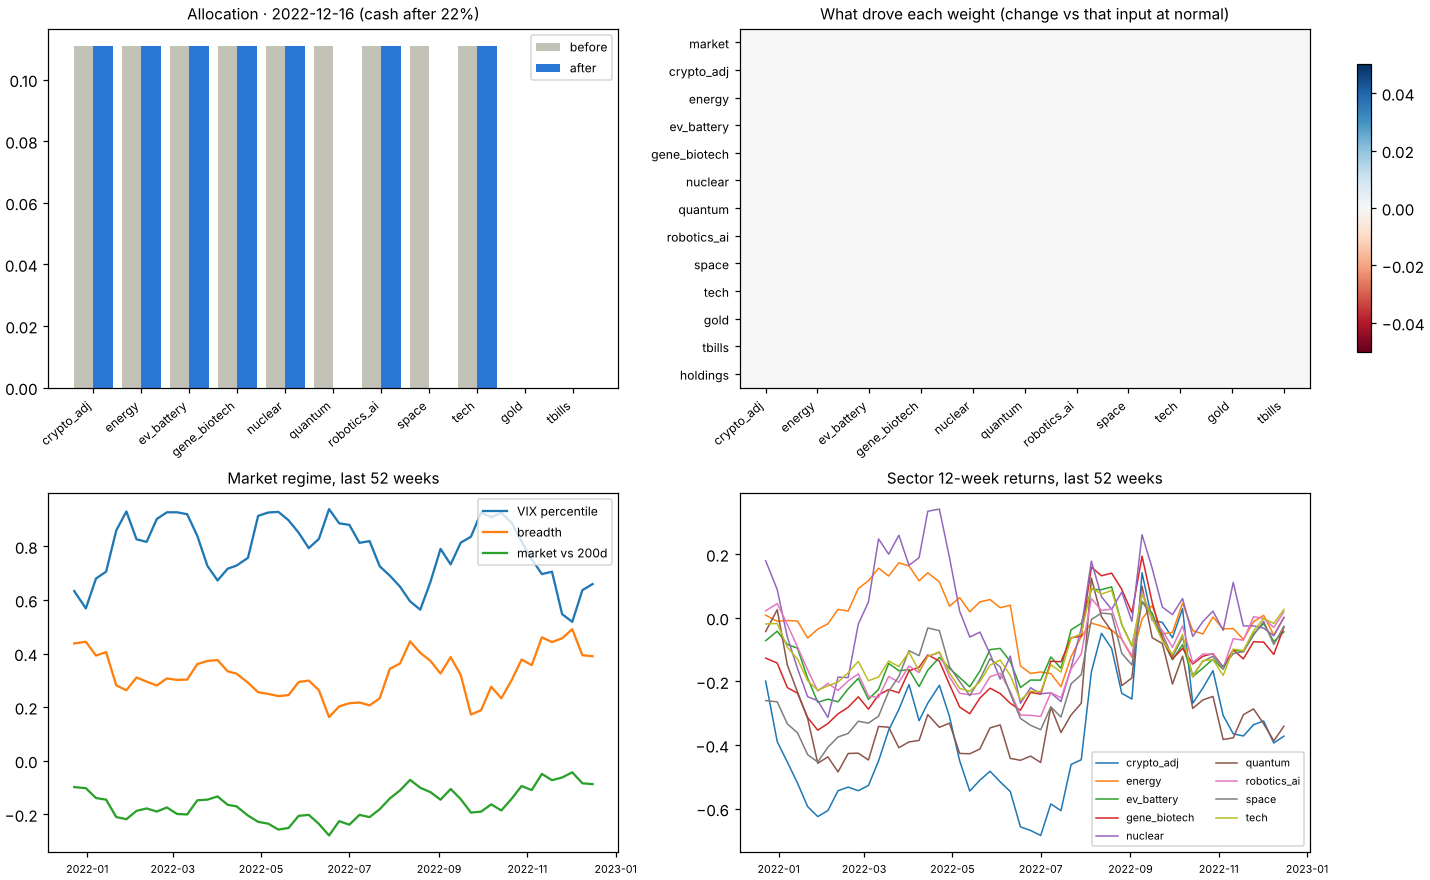 Allocation · 2022-12-16 (cash after 22%)
before
after
0.10
0.08
0.06
0.04
0.02
0.00
crypto_adj
energy
ev_battery
gene_biotech
nuclear
quantum
robotics_ai
space
tech
gold
tbills
What drove each weight (change vs that input at normal)
market
crypto_adj
energy
ev_battery
gene_biotech
nuclear
quantum
robotics_ai
space
tech
gold
tbills
holdings
crypto_adj
energy
ev_battery
gene_biotech
nuclear
quantum
robotics_ai
space
tech
gold
tbills
0.04
0.02
0.00
−0.02
−0.04
Market regime, last 52 weeks
VIX percentile
breadth
market vs 200d
0.8
0.6
0.4
0.2
0.0
−0.2
2022-01
2022-03
2022-05
2022-07
2022-09
2022-11
2023-01
Sector 12-week returns, last 52 weeks
0.2
0.0
−0.2
−0.4
−0.6
crypto_adj
energy
ev_battery
gene_biotech
nuclear
quantum
robotics_ai
space
tech
2022-01
2022-03
2022-05
2022-07
2022-09
2022-11
2023-01